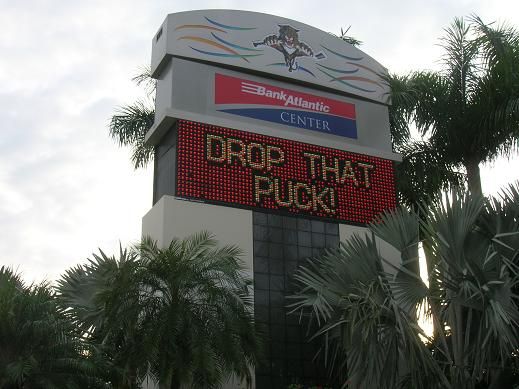 BankAtlantic
CENTER
DROP THAT
PUCK!